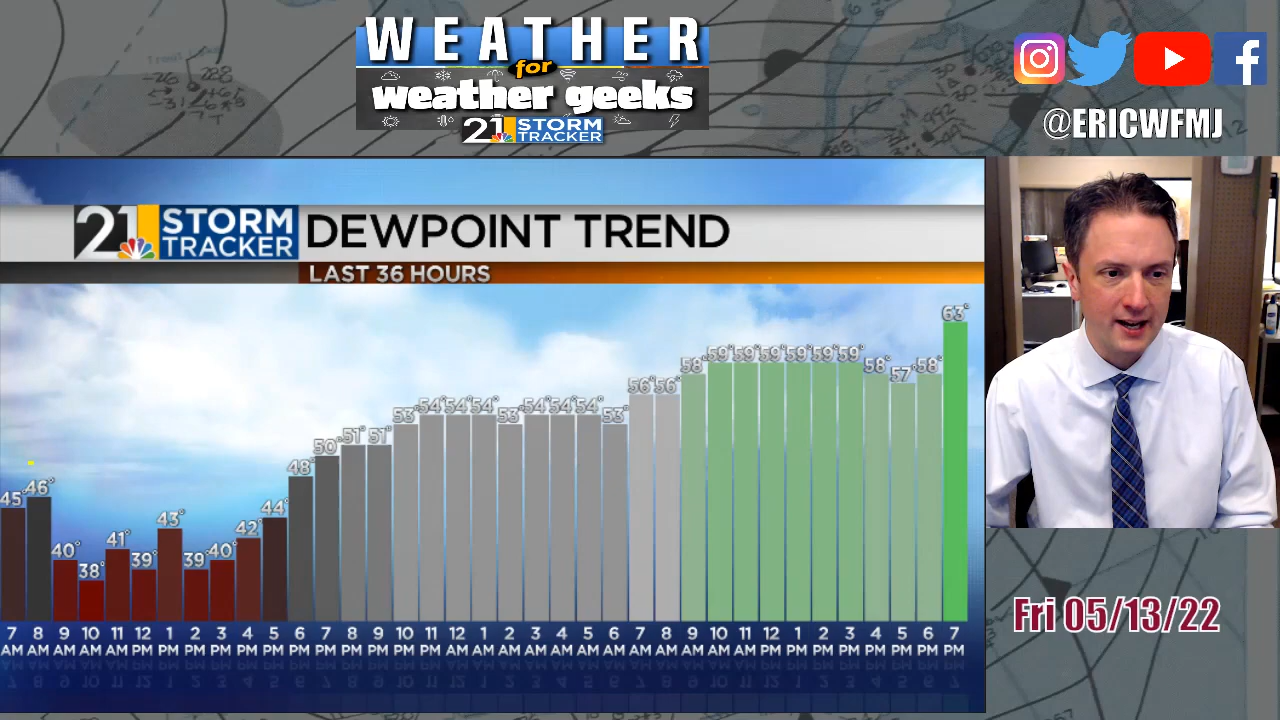 WEATHER
for
weather geeks
21 STORM TRACKER
@ERICWFMJ
21 STORM TRACKER
DEWPOINT TREND
LAST 36 HOURS
45° 46° 40° 38° 41° 39° 43° 39° 40° 42° 44° 48° 50° 51° 51° 53° 54° 54° 54° 53° 54° 54° 54° 53° 56° 56° 58° 59° 59° 59° 59° 59° 59° 58° 57° 58° 63°
7 8 9 10 11 12 1 2 3 4 5 6 7 8 9 10 11 12 1 2 3 4 5 6 7 8 9 10 11 12 1 2 3 4 5 6 7
AM AM AM AM AM PM PM PM PM PM PM PM PM PM PM PM PM AM AM AM AM AM AM AM AM AM AM AM AM PM PM PM PM PM PM PM PM
Fri 05/13/22